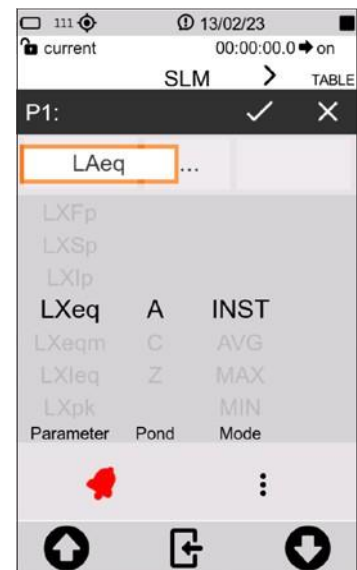 111 13/02/23
current 00:00:00.0 on
SLM > TABLE
P1:
LAeq ...
LXFp
LXSp
LXIp
LXeq A INST
LXeqm C AVG
LXIeq Z MAX
LXpk MIN
Parameter Pond Mode